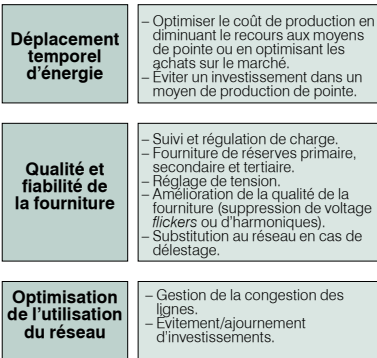 Déplacement
temporel
d’énergie
– Optimiser le coût de production en
diminuant le recours aux moyens
de pointe ou en optimisant les
achats sur le marché.
– Éviter un investissement dans un
moyen de production de pointe.
Qualité et
fiabilité de
la fourniture
– Suivi et régulation de charge.
– Fourniture de réserves primaire,
secondaire et tertiaire.
– Réglage de tension.
– Amélioration de la qualité de la
fourniture (suppression de voltage
flickers ou d’harmoniques).
– Substitution au réseau en cas de
délestage.
Optimisation
de l’utilisation
du réseau
– Gestion de la congestion des
lignes.
– Évitement/ajournement
d’investissements.